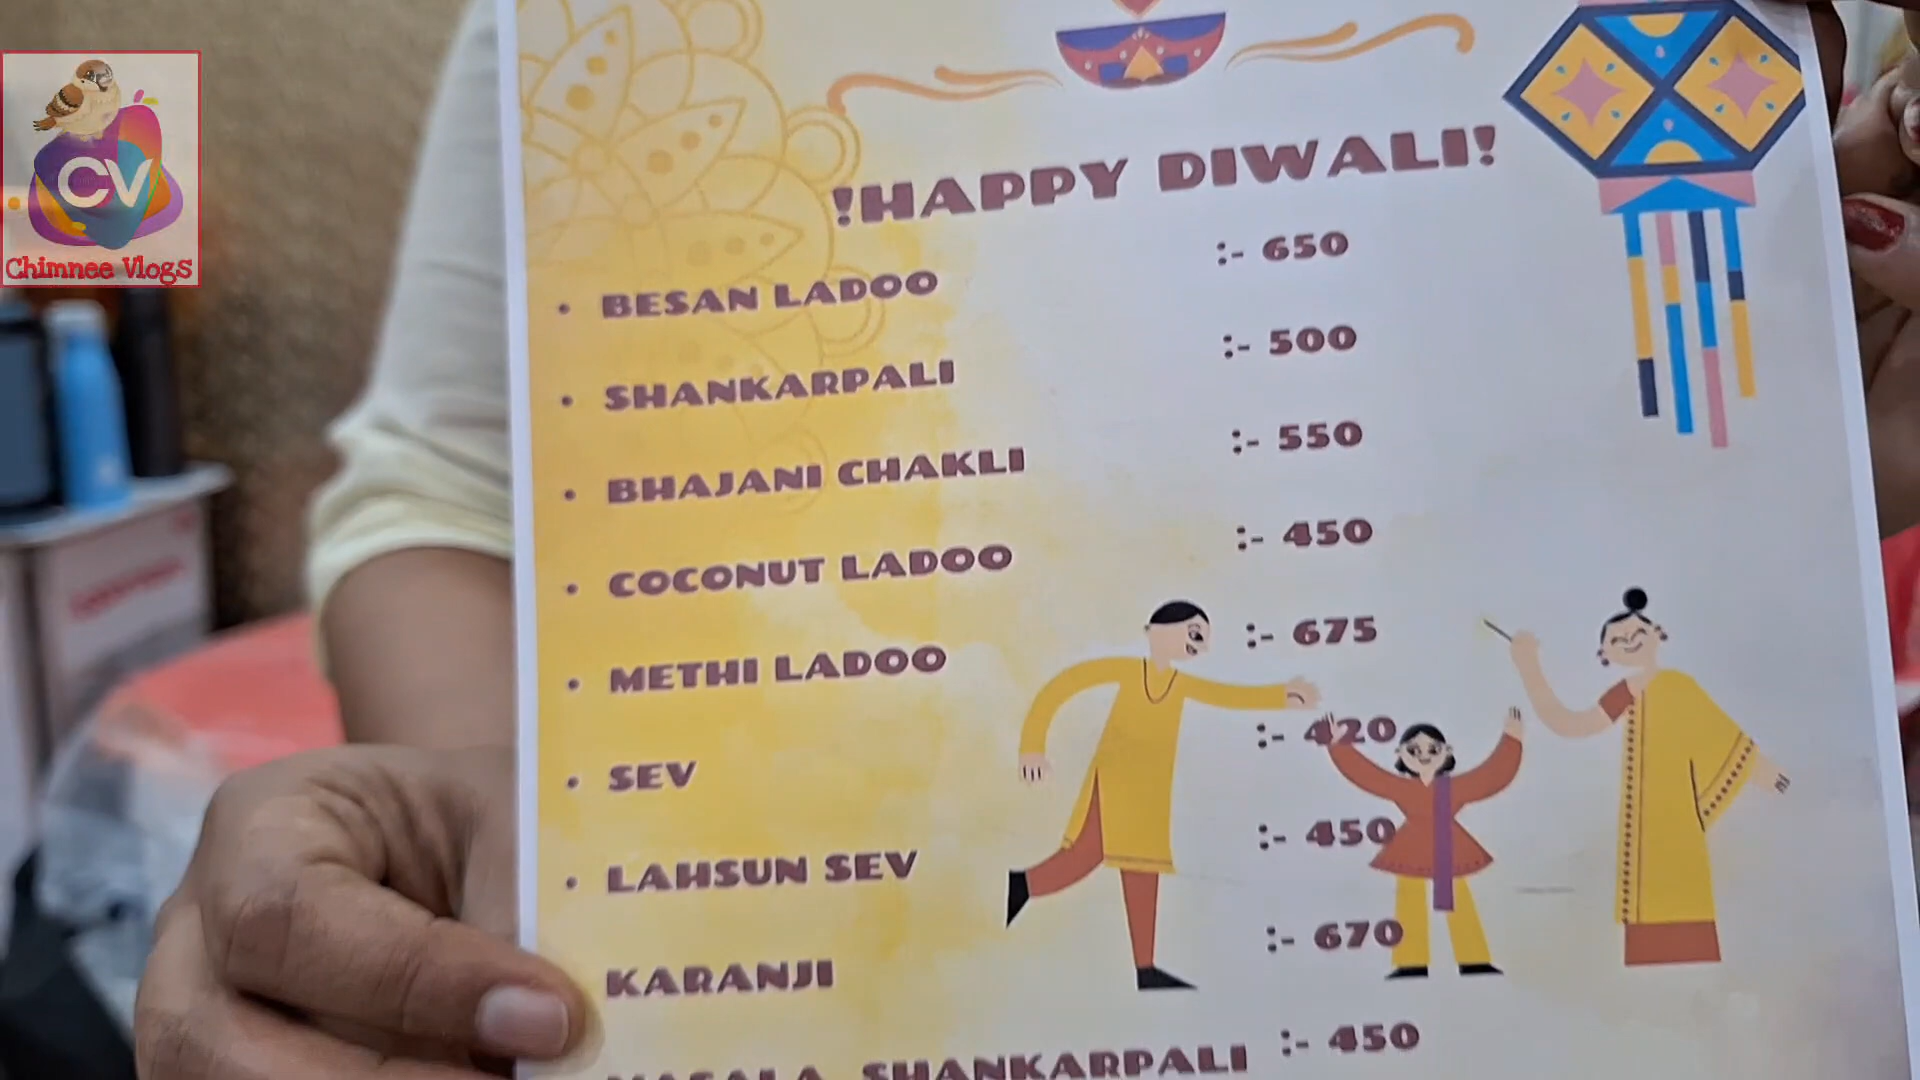 CV
Chimnee Vlogs
!HAPPY DIWALI!
• BESAN LADOO :- 650
• SHANKARPALI :- 500
• BHAJANI CHAKLI :- 550
• COCONUT LADOO :- 450
• METHI LADOO :- 675
• SEV :- 420
• LAHSUN SEV :- 450
KARANJI :- 670
MASALA SHANKARPALI :- 450